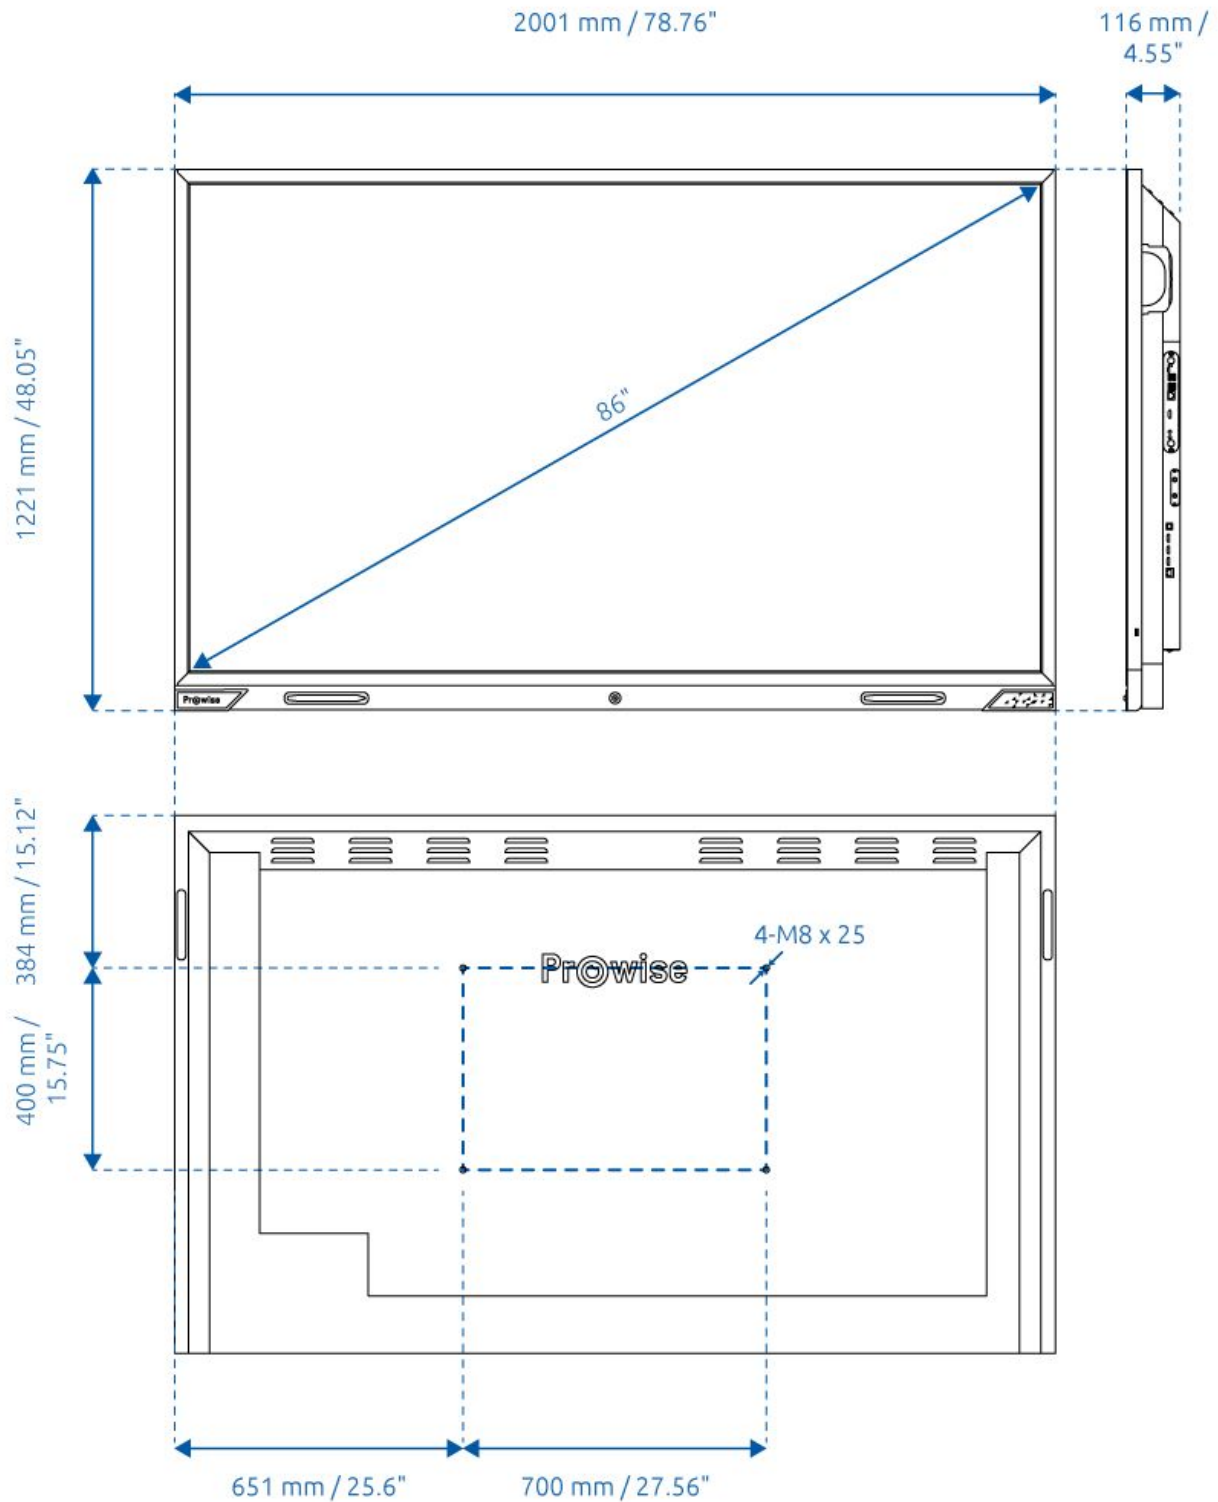 2001 mm / 78.76"
116 mm /
4.55"
1221 mm / 48.05"
86"
Prowise
384 mm / 15.12"
4-M8 x 25
Prowise
400 mm /
15.75"
651 mm / 25.6"
700 mm / 27.56"